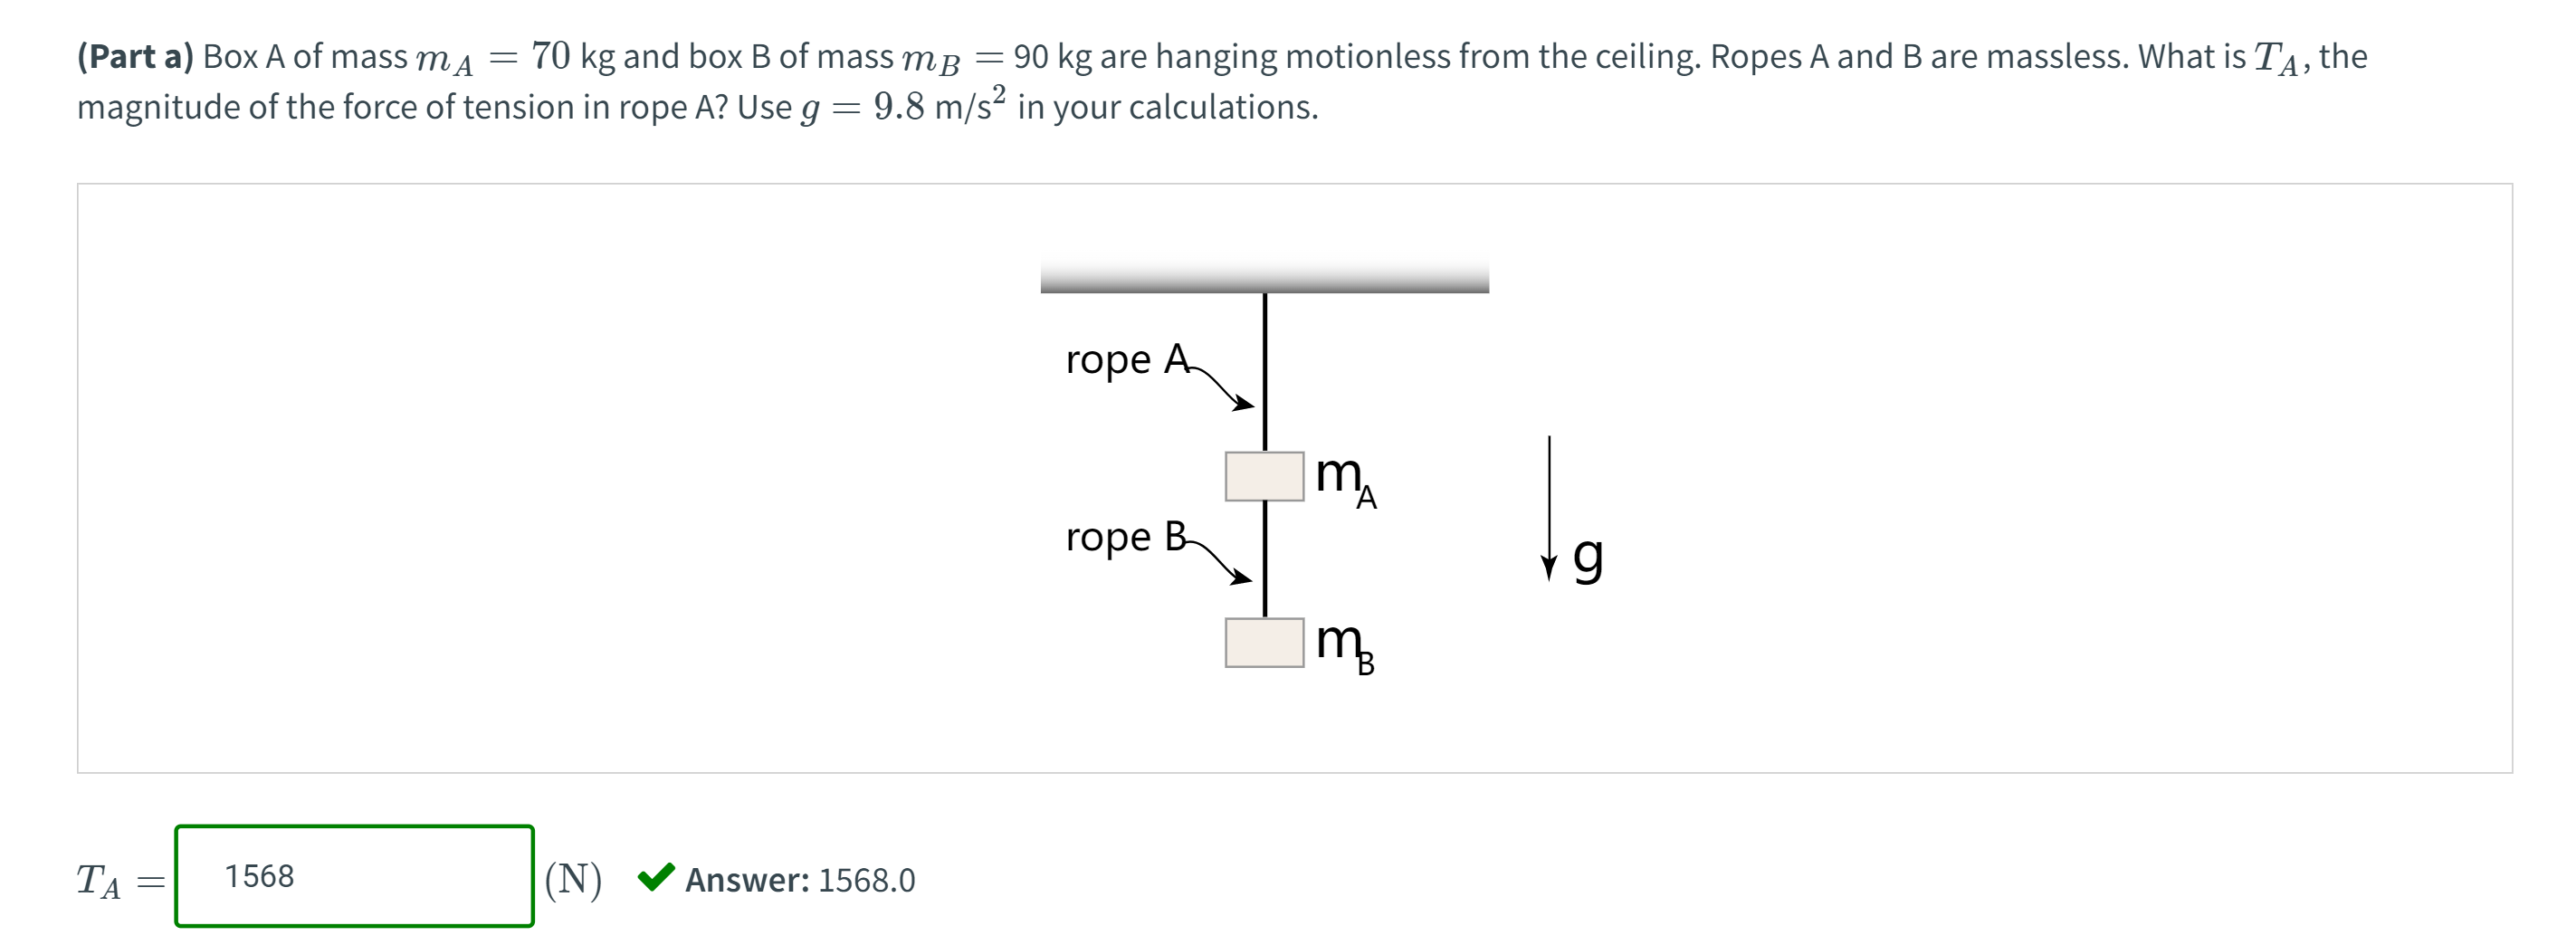 (Part a) Box A of mass m_A = 70 kg and box B of mass m_B = 90 kg are hanging motionless from the ceiling. Ropes A and B are massless. What is T_A, the
magnitude of the force of tension in rope A? Use g = 9.8 m/s² in your calculations.
rope A
m_A
rope B
g
m_B
T_A = 1568 (N) ✔ Answer: 1568.0